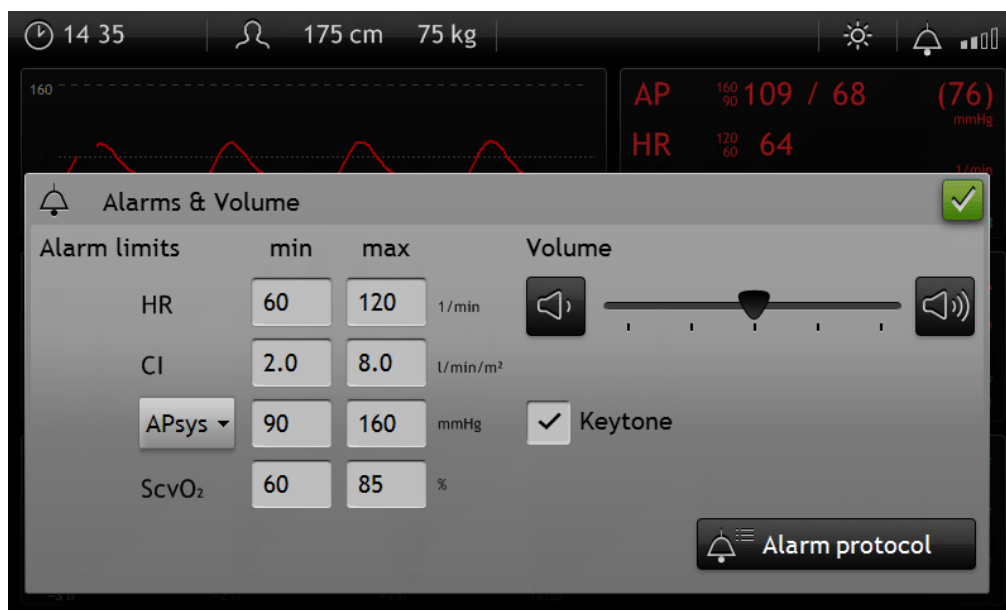 14 35 175 cm 75 kg
160
AP 160 90 109 / 68 (76)
mmHg
HR 120 60 64
1/min
Alarms & Volume
Alarm limits min max Volume
HR 60 120 1/min
CI 2.0 8.0 l/min/m²
APsys 90 160 mmHg Keytone
ScvO₂ 60 85 %
Alarm protocol